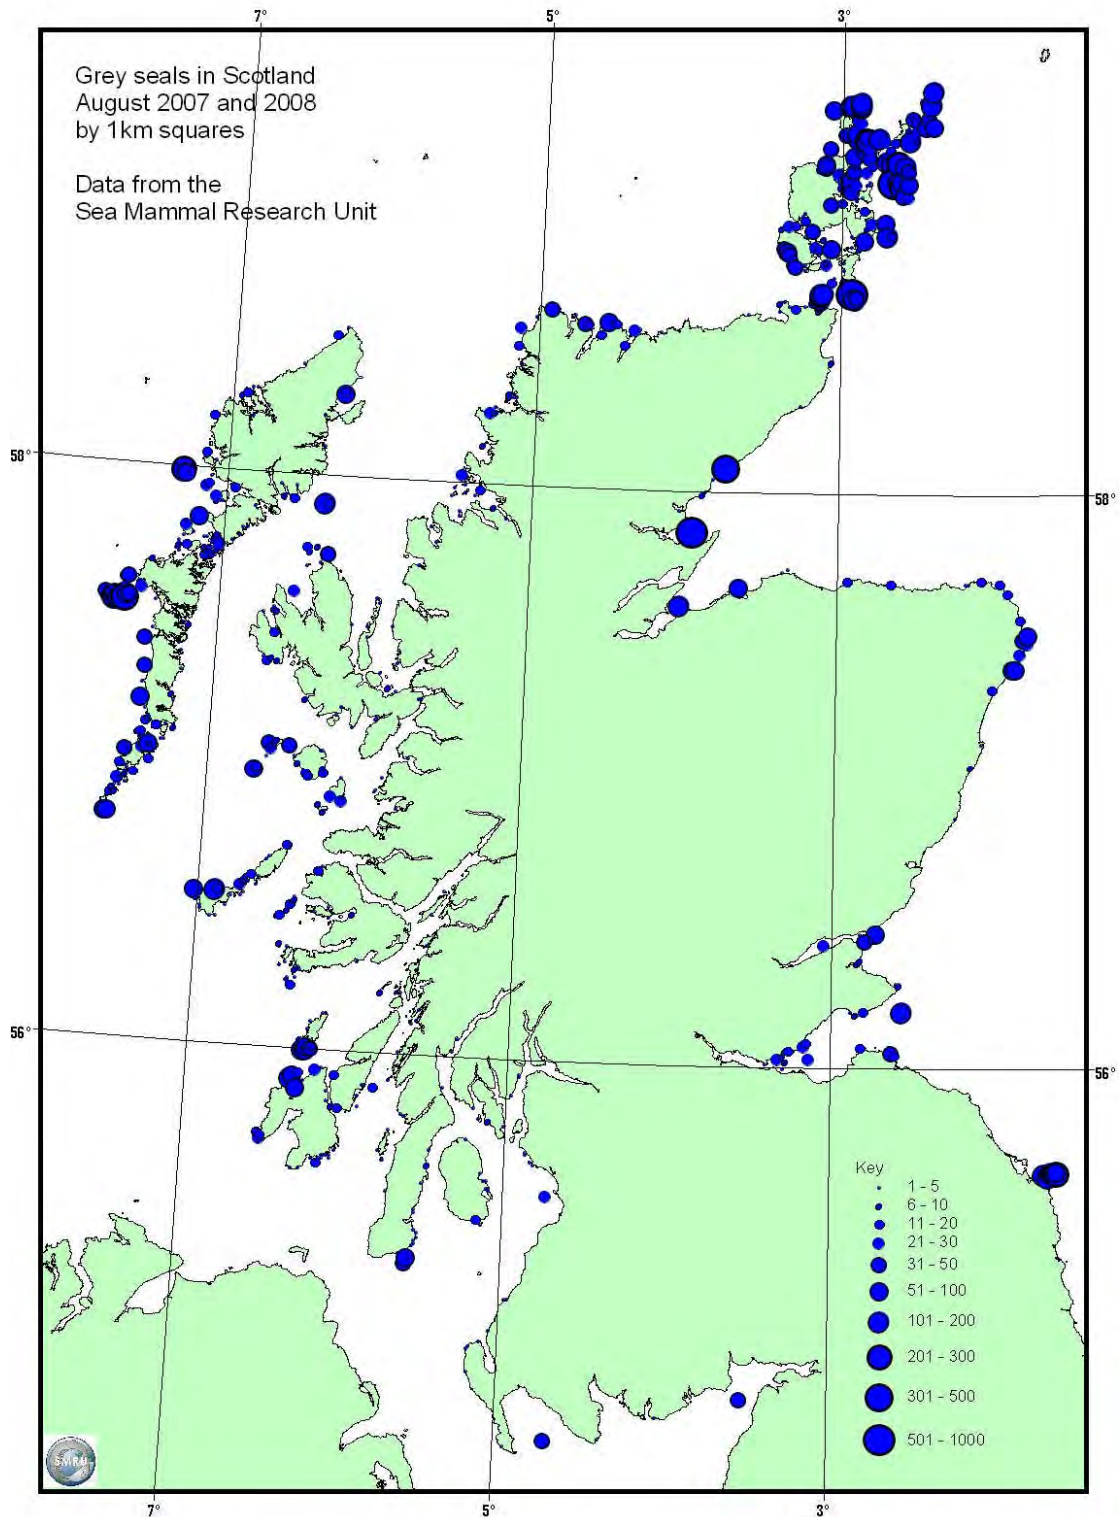 7°
5°
3°
Grey seals in Scotland
August 2007 and 2008
by 1km squares
Data from the
Sea Mammal Research Unit
58°
58°
56°
56°
Key
1 - 5
6 - 10
11 - 20
21 - 30
31 - 50
51 - 100
101 - 200
201 - 300
301 - 500
501 - 1000
SMRU
7°
5°
3°